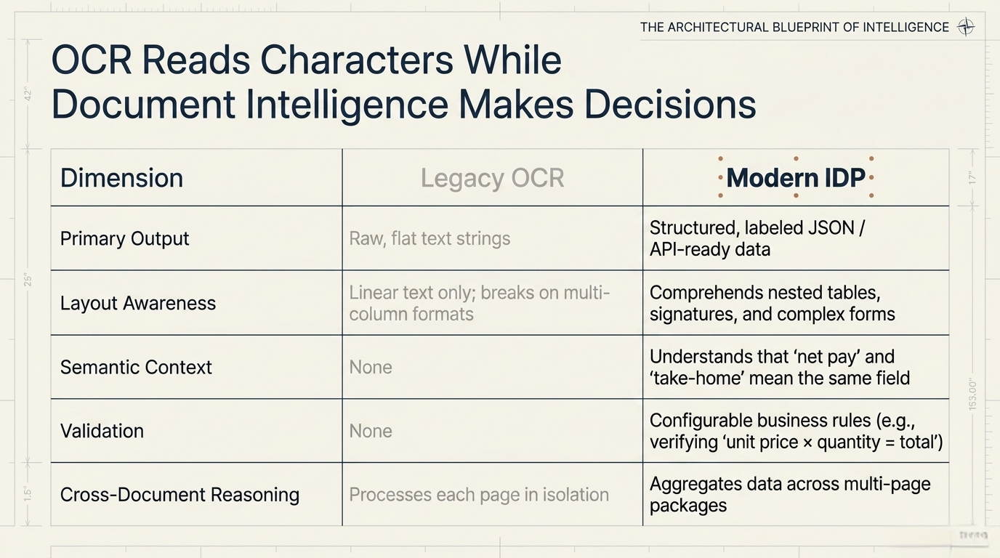 THE ARCHITECTURAL BLUEPRINT OF INTELLIGENCE
OCR Reads Characters While
Document Intelligence Makes Decisions
Dimension
Legacy OCR
Modern IDP
Primary Output
Raw, flat text strings
Structured, labeled JSON /
API-ready data
Layout Awareness
Linear text only; breaks on multi-
column formats
Comprehends nested tables,
signatures, and complex forms
Semantic Context
None
Understands that ‘net pay’ and
‘take-home’ mean the same field
Validation
None
Configurable business rules (e.g.,
verifying ‘unit price × quantity = total’)
Cross-Document Reasoning
Processes each page in isolation
Aggregates data across multi-page
packages
42"
25"
1.5"
17"
153.00"